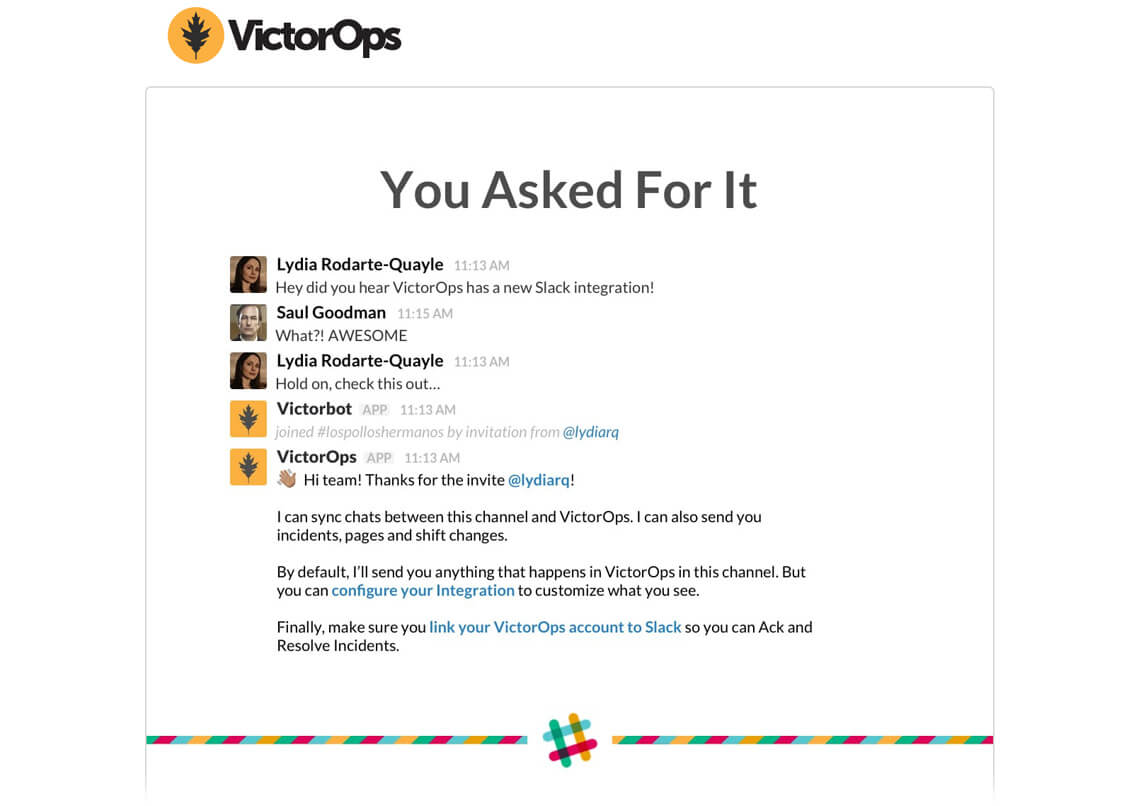 VictorOps
You Asked For It
Lydia Rodarte-Quayle 11:13 AM
Hey did you hear VictorOps has a new Slack integration!
Saul Goodman 11:15 AM
What?! AWESOME
Lydia Rodarte-Quayle 11:13 AM
Hold on, check this out...
Victorbot APP 11:13 AM
joined #lospolloshermanos by invitation from @lydiarq
VictorOps APP 11:13 AM
👋🏽 Hi team! Thanks for the invite @lydiarq!
I can sync chats between this channel and VictorOps. I can also send you
incidents, pages and shift changes.
By default, I’ll send you anything that happens in VictorOps in this channel. But
you can configure your Integration to customize what you see.
Finally, make sure you link your VictorOps account to Slack so you can Ack and
Resolve Incidents.